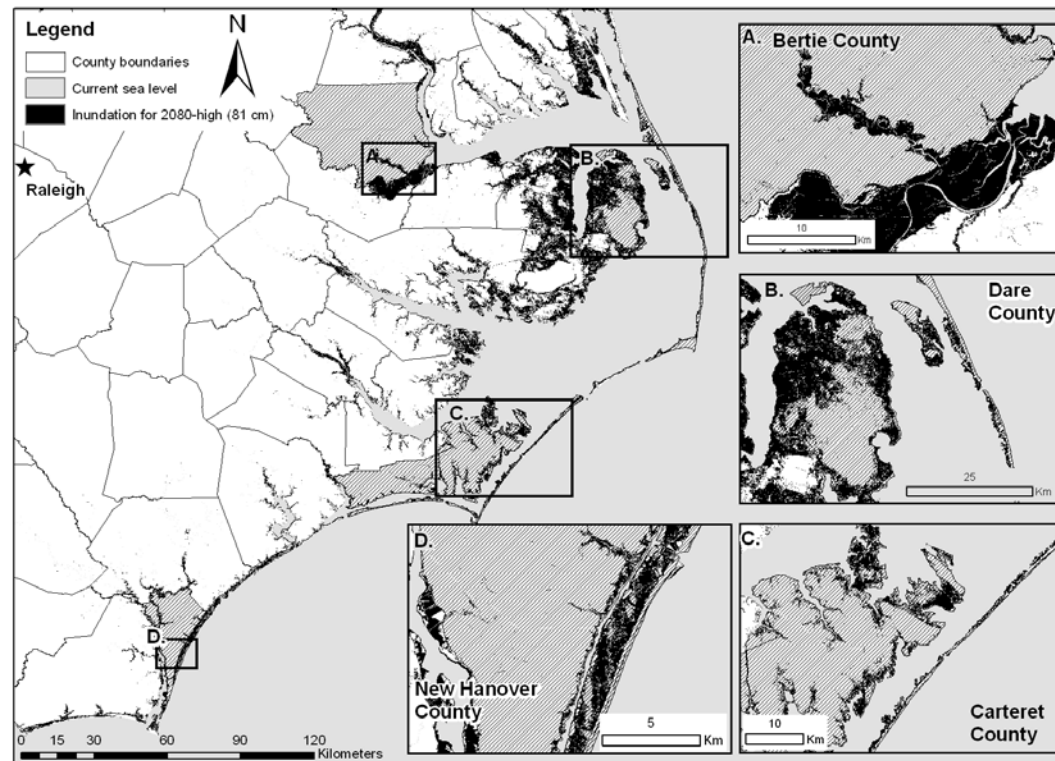 Legend
County boundaries
Current sea level
Inundation for 2080-high (81 cm)
N
Raleigh
A
B
C.
D.
0 15 30 60 90 120
Kilometers
A. Bertie County
10
Km
B.
Dare
County
25
Km
C.
10
Km
Carteret
County
D.
New Hanover
County
5
Km